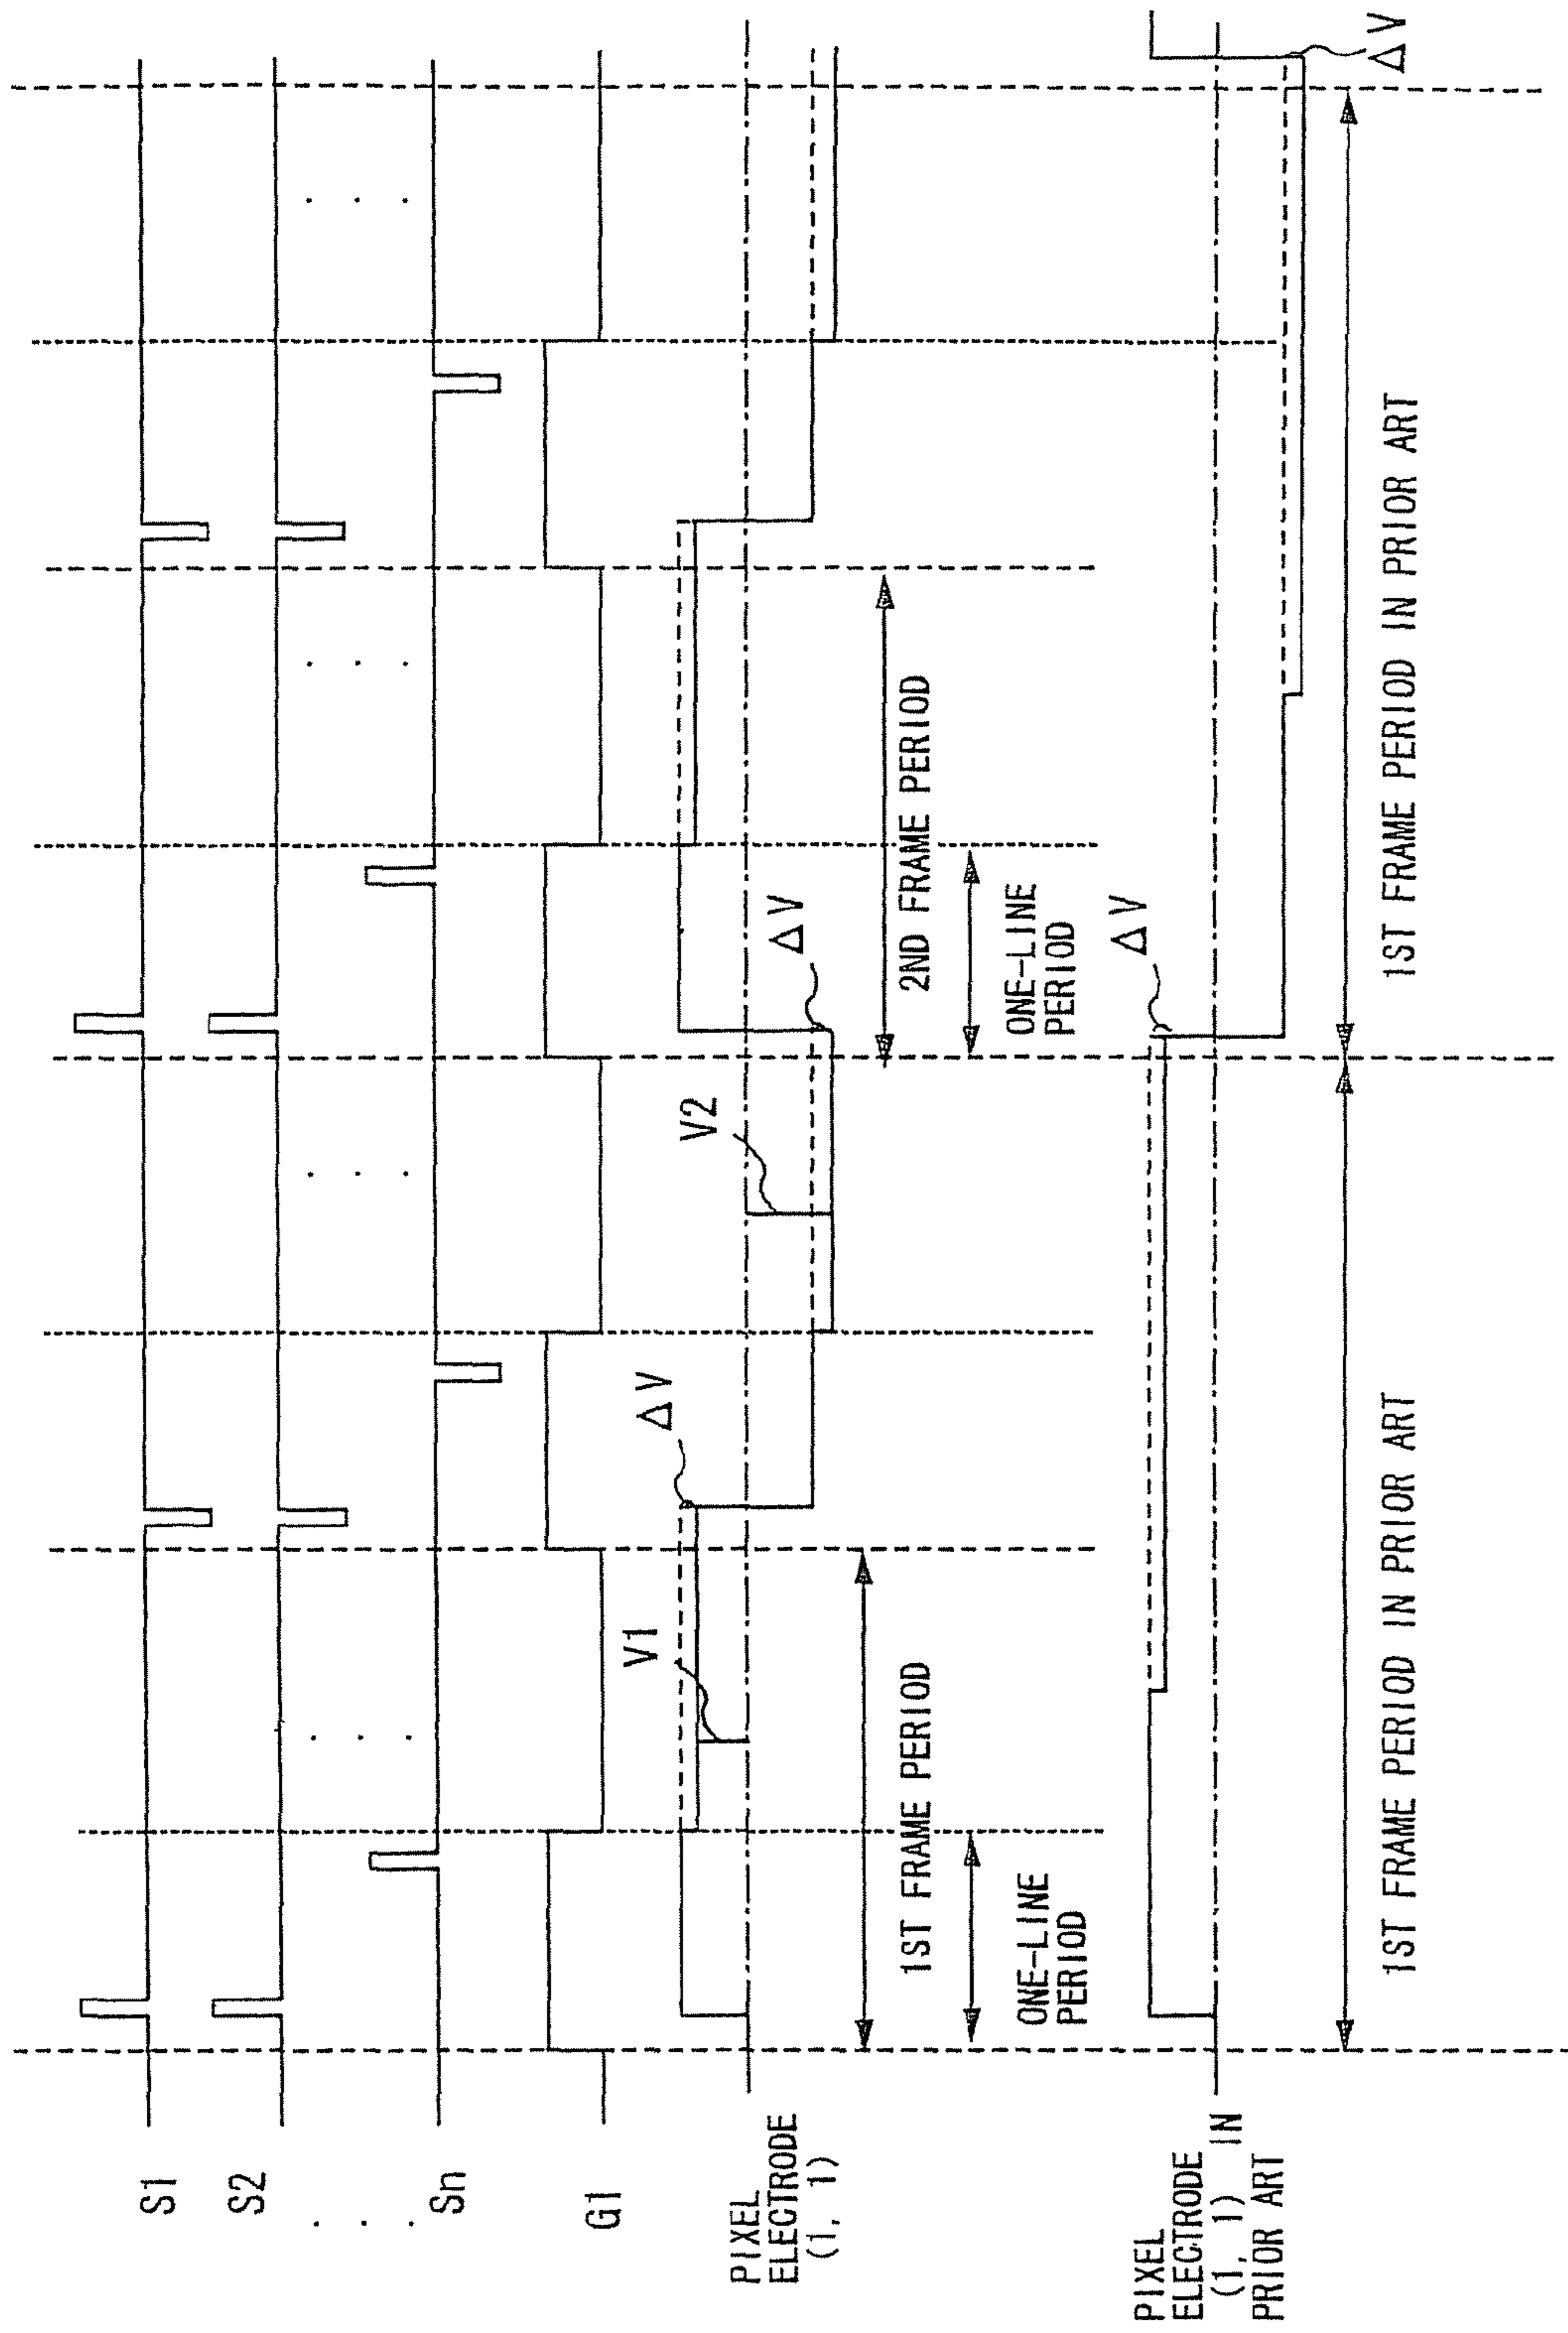 S1
S2
. . .
Sn
G1
PIXEL
ELECTRODE
(1, 1)
V1
ΔV
V2
ΔV
1ST FRAME PERIOD
2ND FRAME PERIOD
ONE-LINE
PERIOD
ONE-LINE
PERIOD
PIXEL
ELECTRODE
(1, 1) IN
PRIOR ART
ΔV
ΔV
1ST FRAME PERIOD IN PRIOR ART
1ST FRAME PERIOD IN PRIOR ART